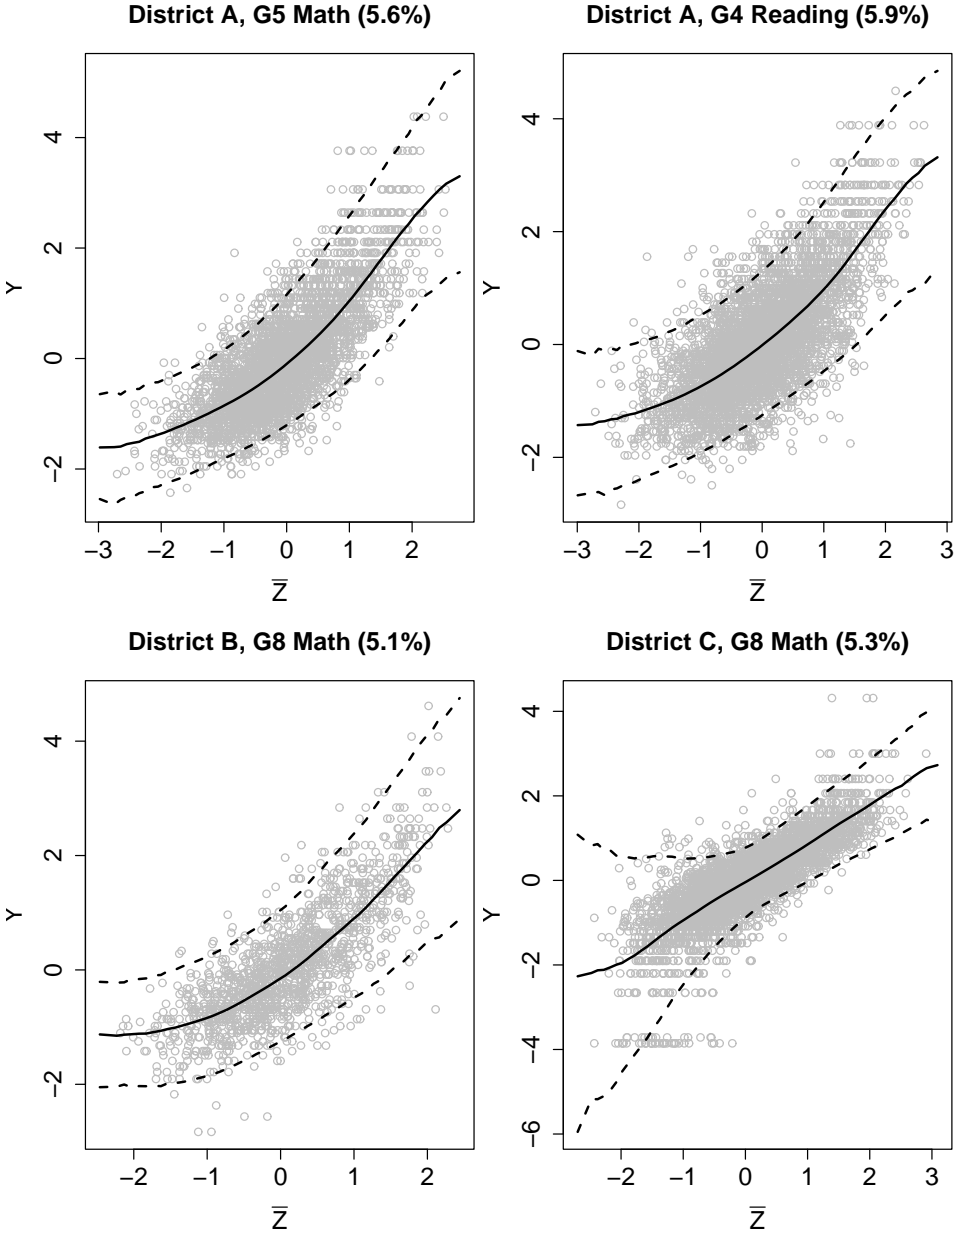 District A, G5 Math (5.6%)
4
2
0
−2
Y
−3 −2 −1 0 1 2
Z̅
District A, G4 Reading (5.9%)
4
2
0
−2
Y
−3 −2 −1 0 1 2 3
Z̅
District B, G8 Math (5.1%)
4
2
0
−2
Y
−2 −1 0 1 2
Z̅
District C, G8 Math (5.3%)
4
2
0
−2
−4
−6
Y
−2 −1 0 1 2 3
Z̅